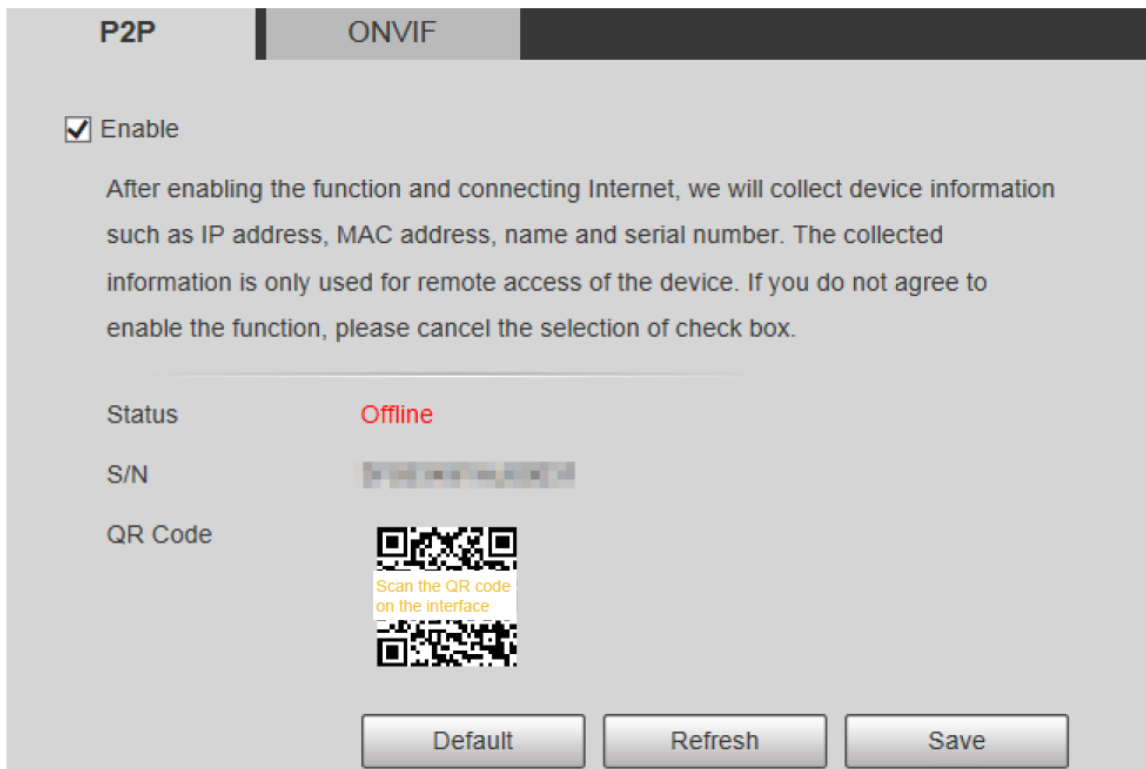 P2P ONVIF
Enable
After enabling the function and connecting Internet, we will collect device information
such as IP address, MAC address, name and serial number. The collected
information is only used for remote access of the device. If you do not agree to
enable the function, please cancel the selection of check box.
Status Offline
S/N
QR Code
Scan the QR code
on the interface
Default Refresh Save